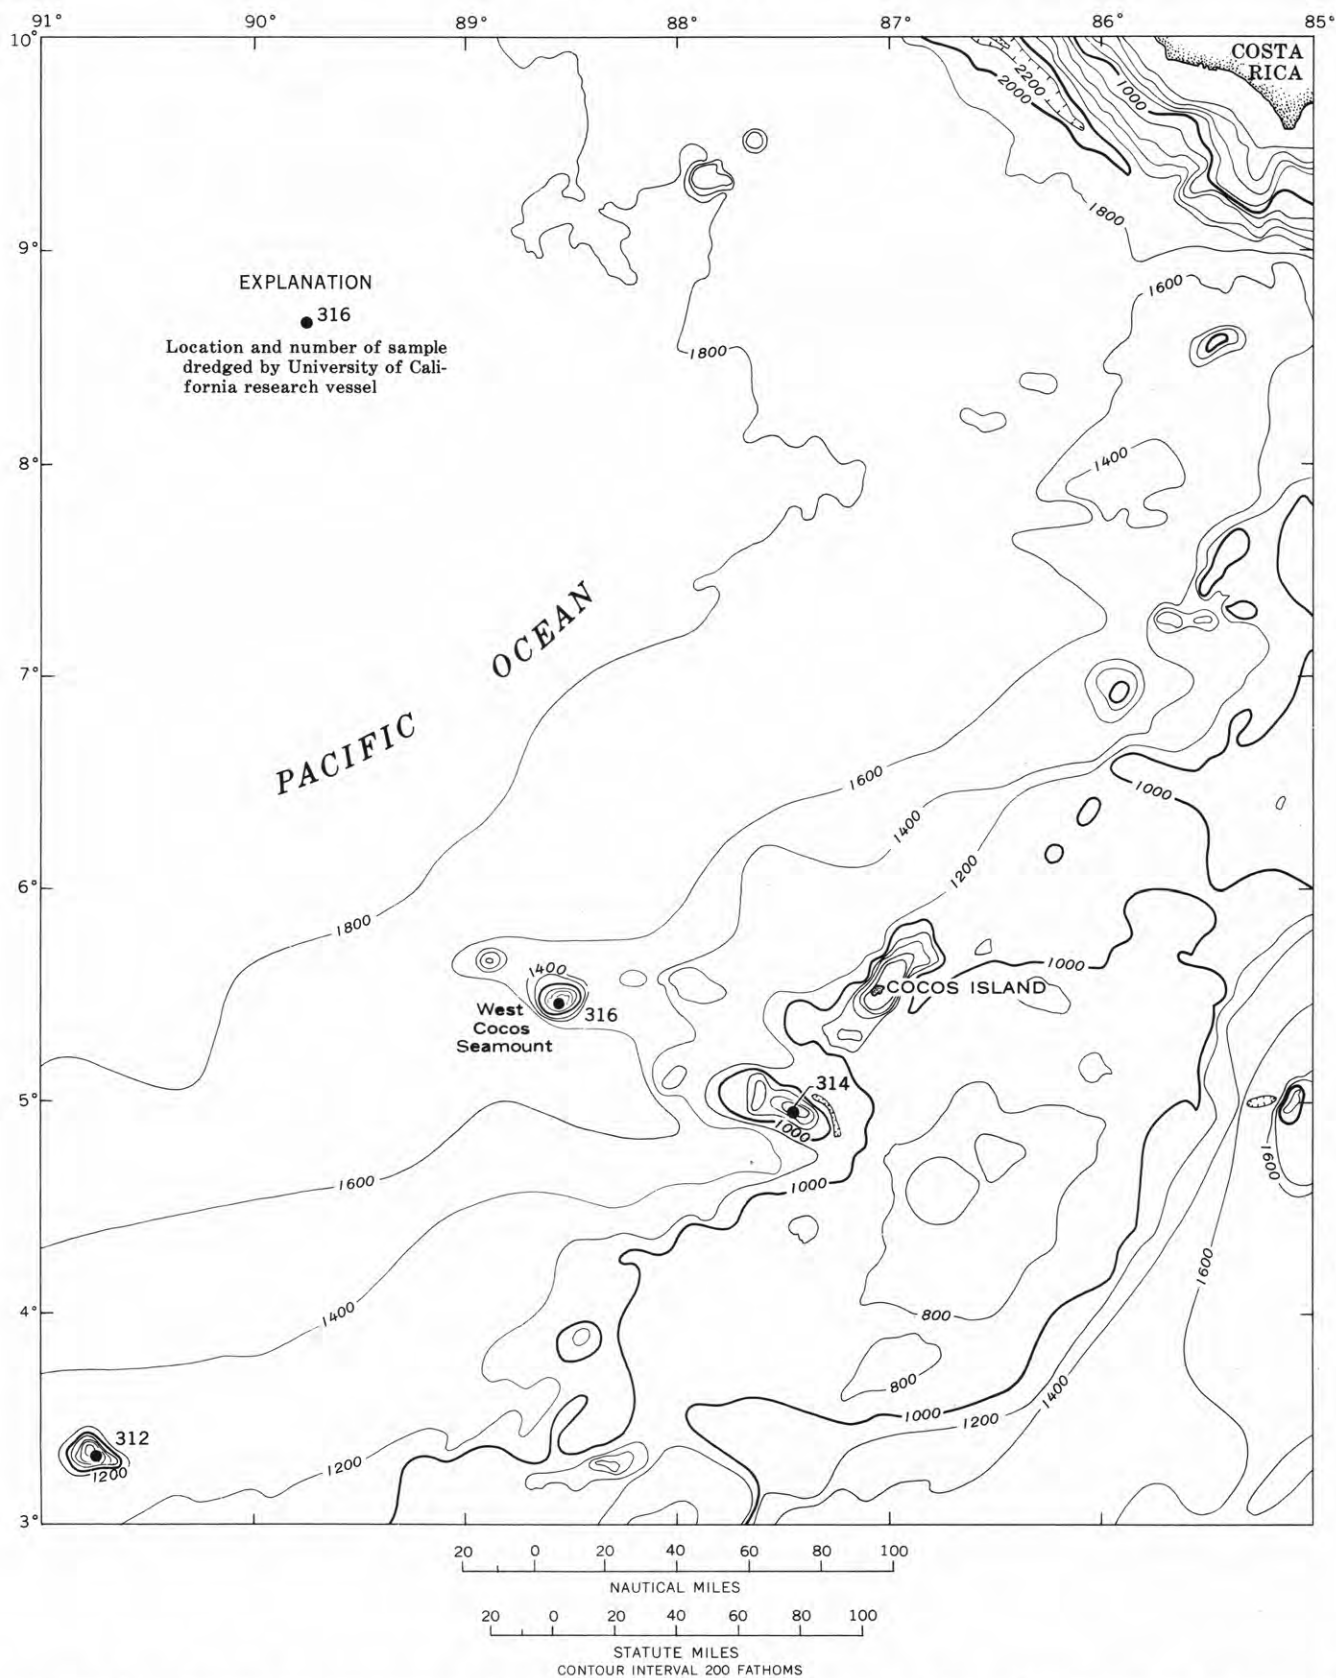 91° 90° 89° 88° 87° 86° 85°
10°
COSTA
RICA
2200
2000
1000
1800
9°
1600
EXPLANATION
316
Location and number of sample
dredged by University of Cali-
fornia research vessel
1800
8°
1400
PACIFIC OCEAN
7°
1600
1000
1400
1200
6°
1800
1000
1400
COCOS ISLAND
316
West
Cocos
Seamount
314
5°
1000
1600
1600
1000
1600
4°
1400
800
800
1400
1000
1200
312
1200
1200
3°
20 0 20 40 60 80 100
NAUTICAL MILES
20 0 20 40 60 80 100
STATUTE MILES
CONTOUR INTERVAL 200 FATHOMS